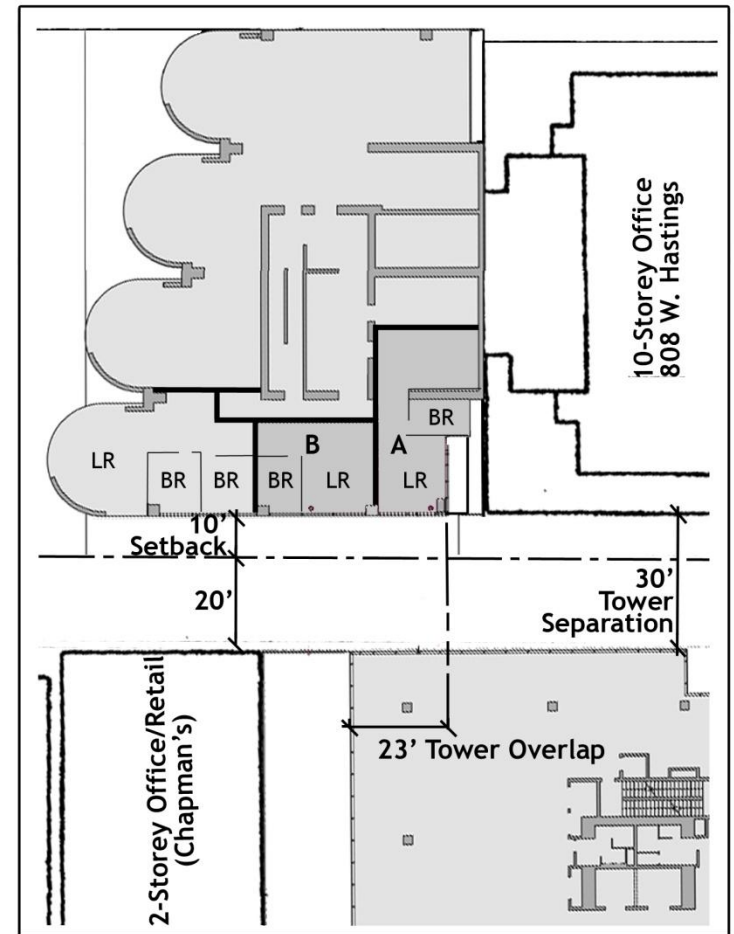 10-Storey Office
808 W. Hastings
BR
B
A
LR
BR
BR
BR
LR
LR
10’
Setback
20’
30’
Tower
Separation
23’ Tower Overlap
2-Storey Office/Retail
(Chapman’s)